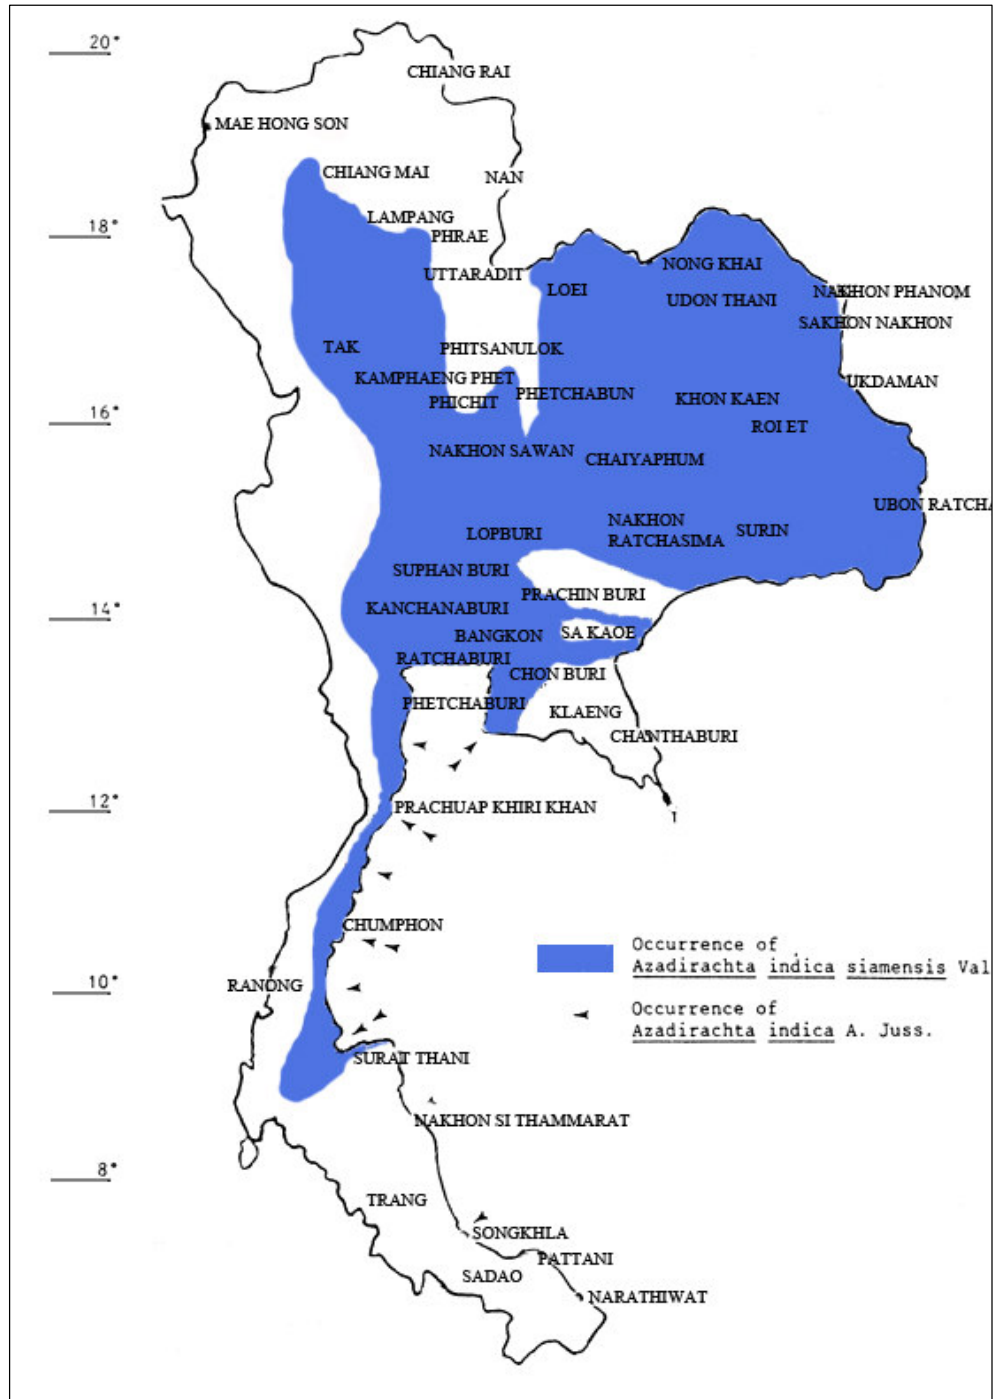 20°
CHIANG RAI
MAE HONG SON
CHIANG MAI
NAN
LAMPANG
18°
PHRAE
UTTARADIT
NONG KHAI
LOEI
UDON THANI
NAKHON PHANOM
SAKHON NAKHON
TAK
PHITSANULOK
KAMPHAENG PHET
UKDAMAN
PHETCHABUN
KHON KAEN
PHICHIT
16°
ROI ET
NAKHON SAWAN
CHAIYAPHUM
UBON RATCHA
NAKHON
RATCHASIMA
SURIN
LOPBURI
SUPHAN BURI
PRACHIN BURI
KANCHANABURI
14°
BANGKON
SA KAOE
RATCHABURI
CHON BURI
PHETCHABURI
KLAENG
CHANTHABURI
12°
PRACHUAP KHIRI KHAN
CHUMPHON
Occurrence of
Azadirachta indica siamensis Val
RANONG
10°
Occurrence of
Azadirachta indica A. Juss.
SURAT THANI
NAKHON SI THAMMARAT
8°
TRANG
SONGKHLA
PATTANI
SADAO
NARATHIWAT